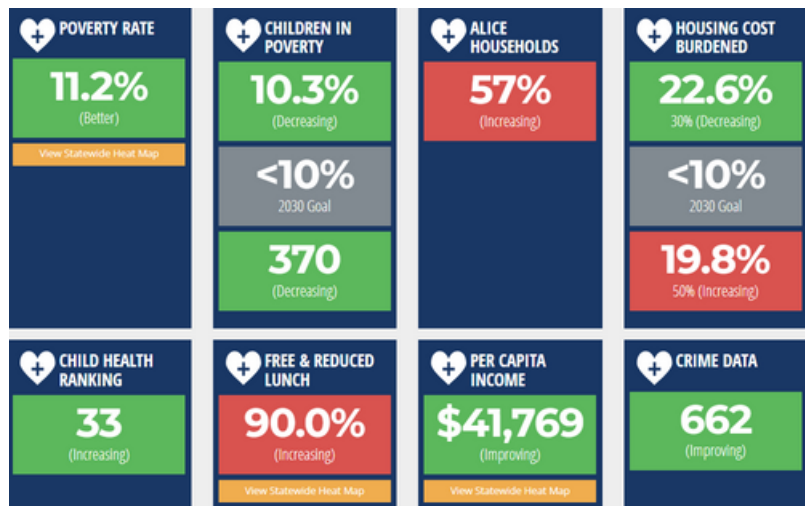 POVERTY RATE
11.2%
(Better)
View Statewide Heat Map
CHILDREN IN
POVERTY
10.3%
(Decreasing)
<10%
2030 Goal
370
(Decreasing)
ALICE
HOUSEHOLDS
57%
(Increasing)
HOUSING COST
BURDENED
22.6%
30% (Decreasing)
<10%
2030 Goal
19.8%
50% (Increasing)
CHILD HEALTH
RANKING
33
(Increasing)
FREE & REDUCED
LUNCH
90.0%
(Increasing)
View Statewide Heat Map
PER CAPITA
INCOME
$41,769
(Improving)
View Statewide Heat Map
CRIME DATA
662
(Improving)